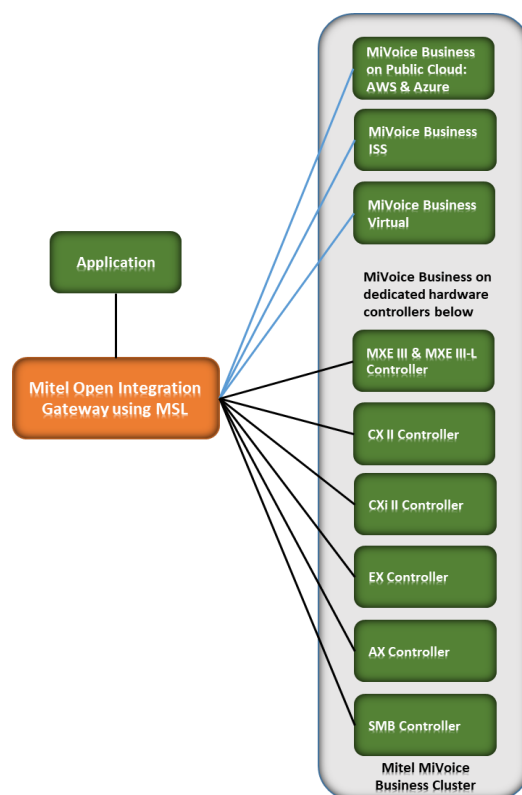 MiVoice Business
on Public Cloud:
AWS & Azure
MiVoice Business
ISS
MiVoice Business
Virtual
Application
MiVoice Business on
dedicated hardware
controllers below
MXE III & MXE III-L
Controller
Mitel Open Integration
Gateway using MSL
CX II Controller
CXi II Controller
EX Controller
AX Controller
SMB Controller
Mitel MiVoice
Business Cluster